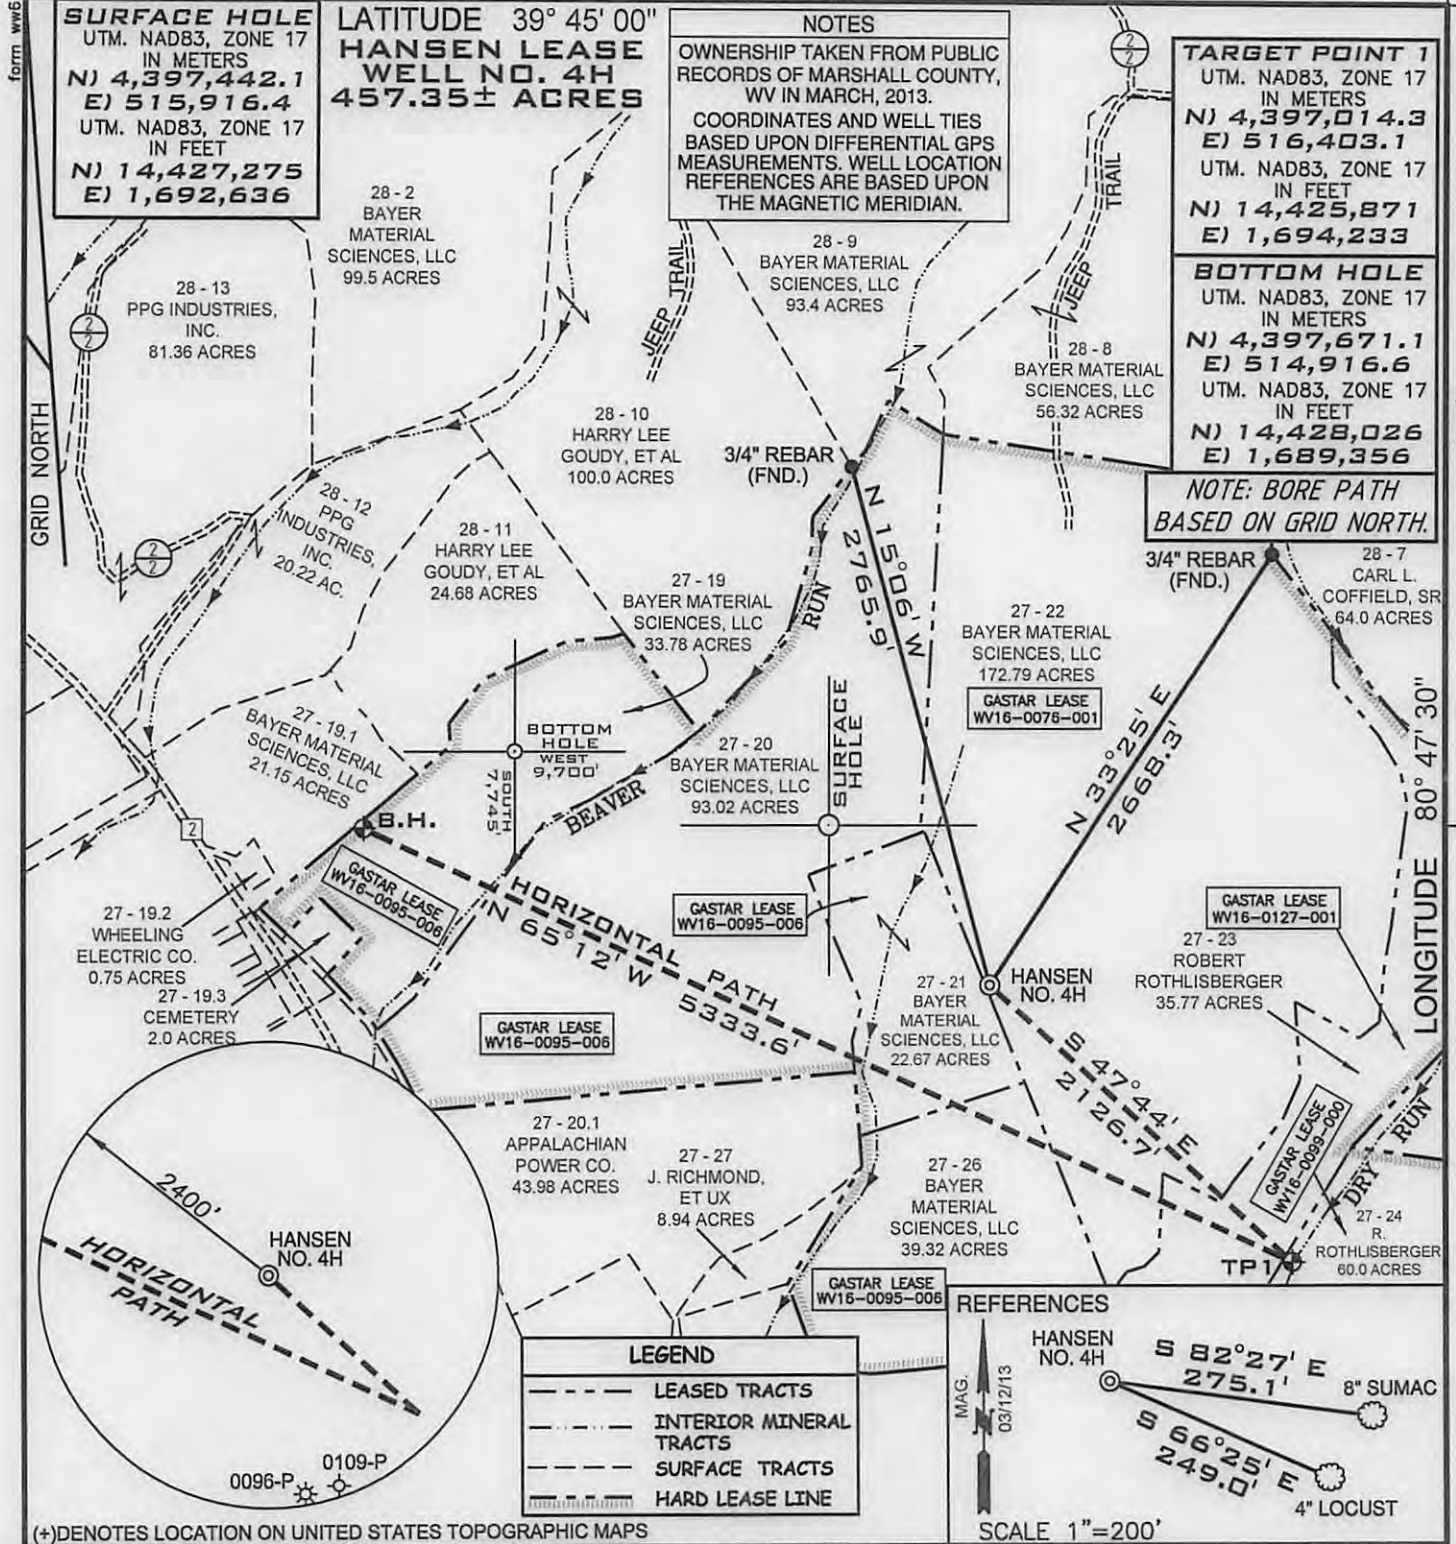 form ww6
SURFACE HOLE
UTM. NAD83, ZONE 17
IN METERS
N) 4,397,442.1
E) 515,916.4
UTM. NAD83, ZONE 17
IN FEET
N) 14,427,275
E) 1,692,636
LATITUDE 39° 45' 00"
HANSEN LEASE
WELL NO. 4H
457.35± ACRES
NOTES
OWNERSHIP TAKEN FROM PUBLIC
RECORDS OF MARSHALL COUNTY,
WV IN MARCH, 2013.
COORDINATES AND WELL TIES
BASED UPON DIFFERENTIAL GPS
MEASUREMENTS. WELL LOCATION
REFERENCES ARE BASED UPON
THE MAGNETIC MERIDIAN.
2
2
TARGET POINT 1
UTM. NAD83, ZONE 17
IN METERS
N) 4,397,014.3
E) 516,403.1
UTM. NAD83, ZONE 17
IN FEET
N) 14,425,871
E) 1,694,233
BOTTOM HOLE
UTM. NAD83, ZONE 17
IN METERS
N) 4,397,671.1
E) 514,916.6
UTM. NAD83, ZONE 17
IN FEET
N) 14,428,026
E) 1,689,356
NOTE: BORE PATH
BASED ON GRID NORTH.
28 - 2
BAYER
MATERIAL
SCIENCES, LLC
99.5 ACRES
28 - 13
PPG INDUSTRIES,
INC.
81.36 ACRES
2
2
GRID NORTH
JEEP TRAIL
28 - 9
BAYER MATERIAL
SCIENCES, LLC
93.4 ACRES
JEEP TRAIL
28 - 8
BAYER MATERIAL
SCIENCES, LLC
56.32 ACRES
28 - 10
HARRY LEE
GOUDY, ET AL
100.0 ACRES
3/4" REBAR
(FND.)
28 - 12
PPG
INDUSTRIES,
INC.
20.22 AC.
2
2
28 - 11
HARRY LEE
GOUDY, ET AL
24.68 ACRES
27 - 19
BAYER MATERIAL
SCIENCES, LLC
33.78 ACRES
RUN
N 15°06' W
2765.9'
27 - 22
BAYER MATERIAL
SCIENCES, LLC
172.79 ACRES
GASTAR LEASE
WV16-0076-001
3/4" REBAR
(FND.)
28 - 7
CARL L.
COFFIELD, SR
64.0 ACRES
N 33°25' E
2668.3'
LONGITUDE 80° 47' 30"
27 - 19.1
BAYER MATERIAL
SCIENCES, LLC
21.15 ACRES
BOTTOM
HOLE
WEST
9,700'
SOUTH
7,745'
27 - 20
BAYER MATERIAL
SCIENCES, LLC
93.02 ACRES
SURFACE
HOLE
BEAVER
B.H.
2
GASTAR LEASE
WV16-0095-006
HORIZONTAL PATH
N 65°12' W 5333.6'
GASTAR LEASE
WV16-0095-006
GASTAR LEASE
WV16-0127-001
27 - 19.2
WHEELING
ELECTRIC CO.
0.75 ACRES
27 - 19.3
CEMETERY
2.0 ACRES
GASTAR LEASE
WV16-0095-006
27 - 21
BAYER
MATERIAL
SCIENCES, LLC
22.67 ACRES
HANSEN
NO. 4H
27 - 23
ROBERT
ROTHLISBERGER
35.77 ACRES
S 47°44' E
2126.7'
GASTAR LEASE
WV16-0099-000
DRY RUN
27 - 20.1
APPALACHIAN
POWER CO.
43.98 ACRES
27 - 27
J. RICHMOND,
ET UX
8.94 ACRES
27 - 26
BAYER
MATERIAL
SCIENCES, LLC
39.32 ACRES
27 - 24
R.
ROTHLISBERGER
60.0 ACRES
TP1
GASTAR LEASE
WV16-0095-006
2400'
HANSEN
NO. 4H
HORIZONTAL
PATH
0096-P
0109-P
LEGEND
LEASED TRACTS
INTERIOR MINERAL
TRACTS
SURFACE TRACTS
HARD LEASE LINE
REFERENCES
MAG.
N
03/12/13
HANSEN
NO. 4H
S 82°27' E
275.1'
8" SUMAC
S 66°25' E
249.0'
4" LOCUST
SCALE 1"=200'
(+)DENOTES LOCATION ON UNITED STATES TOPOGRAPHIC MAPS